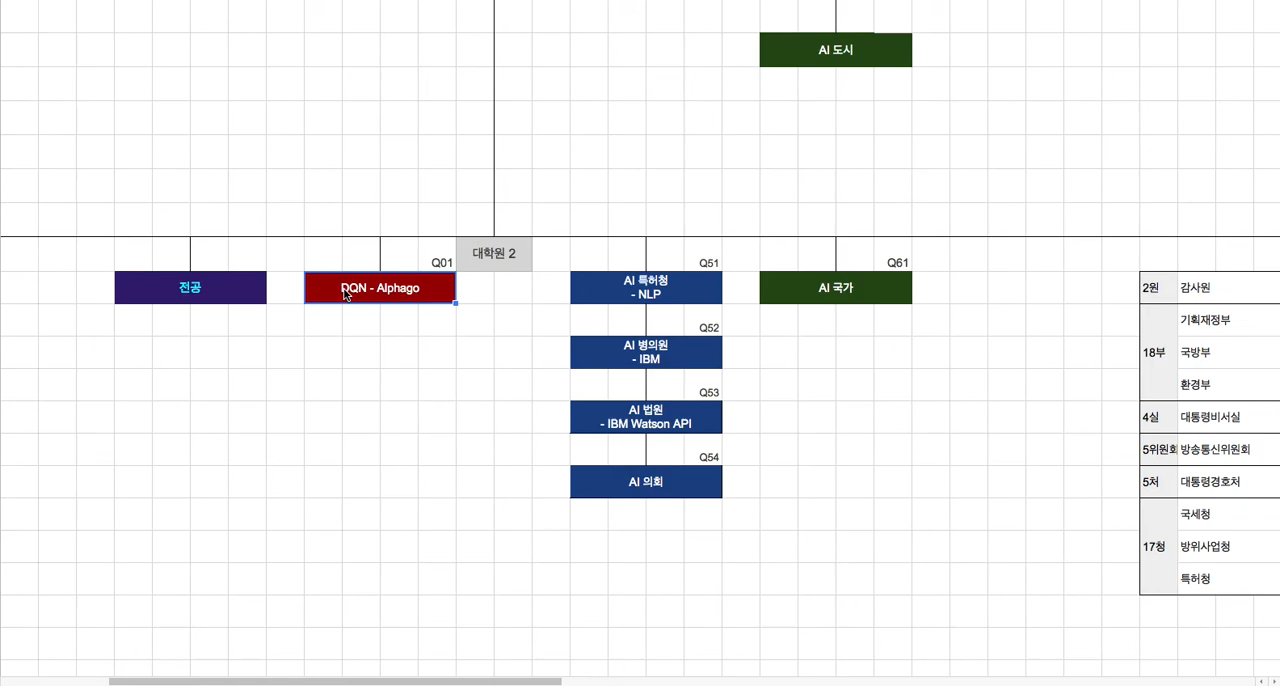 AI 도시
대학원 2
Q01
Q51
Q61
전공
DQN - Alphago
AI 특허청
- NLP
AI 국가
Q52
AI 병의원
- IBM
Q53
AI 법원
- IBM Watson API
Q54
AI 의회
2원 감사원
기획재정부
18부 국방부
환경부
4실 대통령비서실
5위원회 방송통신위원회
5처 대통령경호처
국세청
17청 방위사업청
특허청